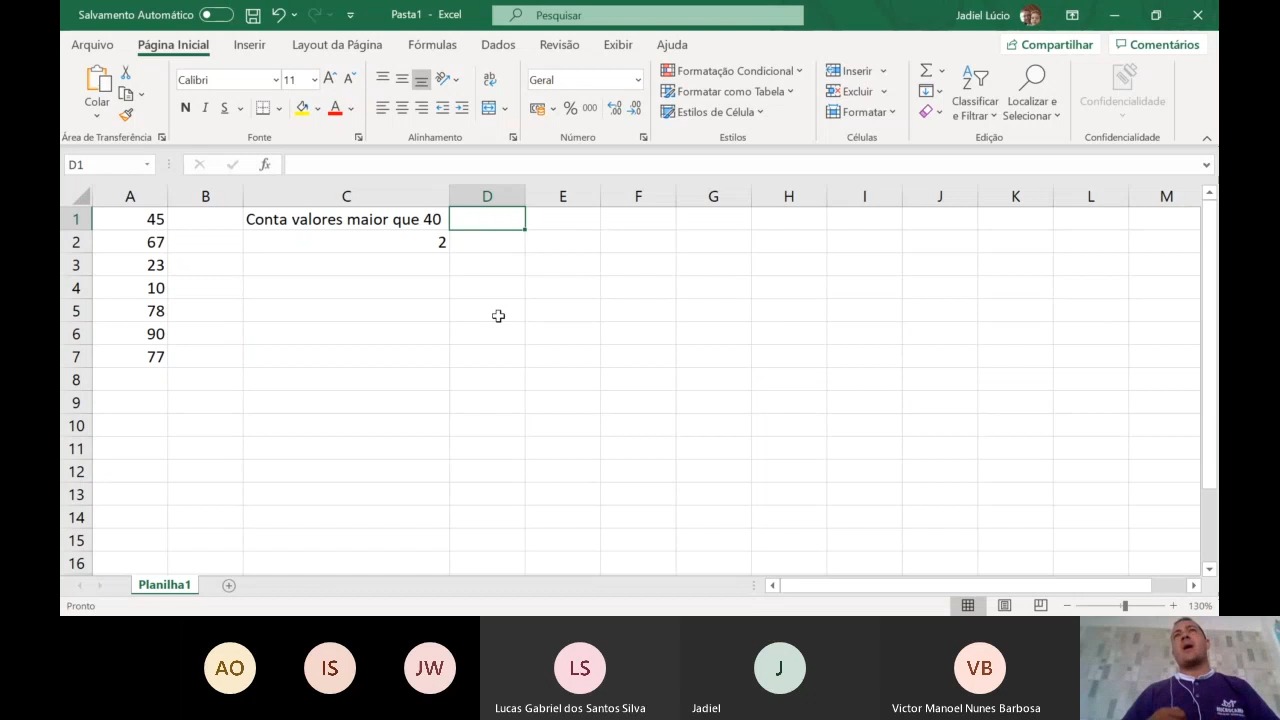 Salvamento Automático
Pasta1 - Excel
Pesquisar
Jadiel Lúcio
Arquivo Página Inicial Inserir Layout da Página Fórmulas Dados Revisão Exibir Ajuda
Compartilhar Comentários
Colar
Área de Transferência
Calibri 11
N I S
A
Fonte
ab
Alinhamento
Geral
% 000
Número
Formatação Condicional
Formatar como Tabela
Estilos de Célula
Estilos
Inserir
Excluir
Formatar
Células
Classificar
e Filtrar
Localizar e
Selecionar
Edição
Confidencialidade
Confidencialidade
D1 fx
A B C D E F G H I J K L M
1 45 Conta valores maior que 40
2 67 2
3 23
4 10
5 78
6 90
7 77
8
9
10
11
12
13
14
15
16
Planilha1
Pronto
130%
AO IS JW LS J VB
Lucas Gabriel dos Santos Silva Jadiel Victor Manoel Nunes Barbosa